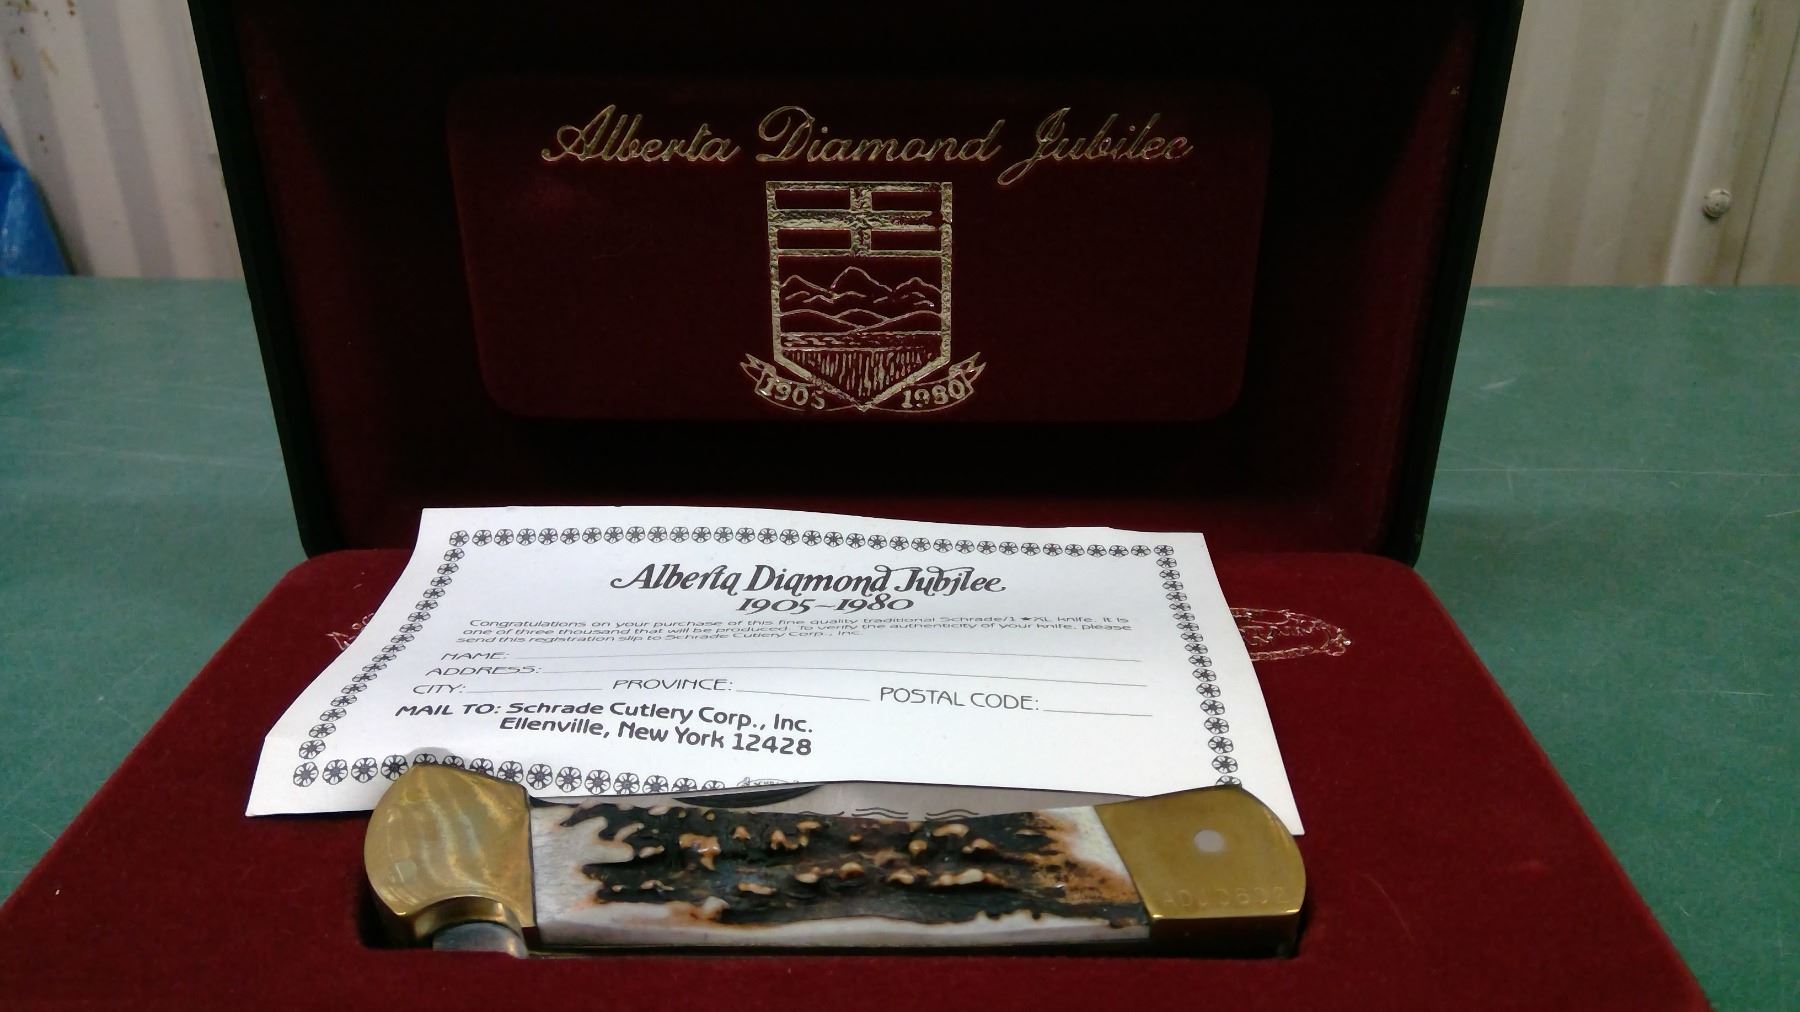 Alberta Diamond Jubilee
1905 1980
Alberta Diamond Jubilee
1905~1980
Congratulations on your purchase of this fine quality traditional Schrade/I★XL knife. It is
one of three thousand that will be produced. To verify the authenticity of your knife, please
send this registration slip to Schrade Cutlery Corp., Inc.
NAME:
ADDRESS:
CITY: PROVINCE: POSTAL CODE:
MAIL TO: Schrade Cutlery Corp., Inc.
Ellenville, New York 12428